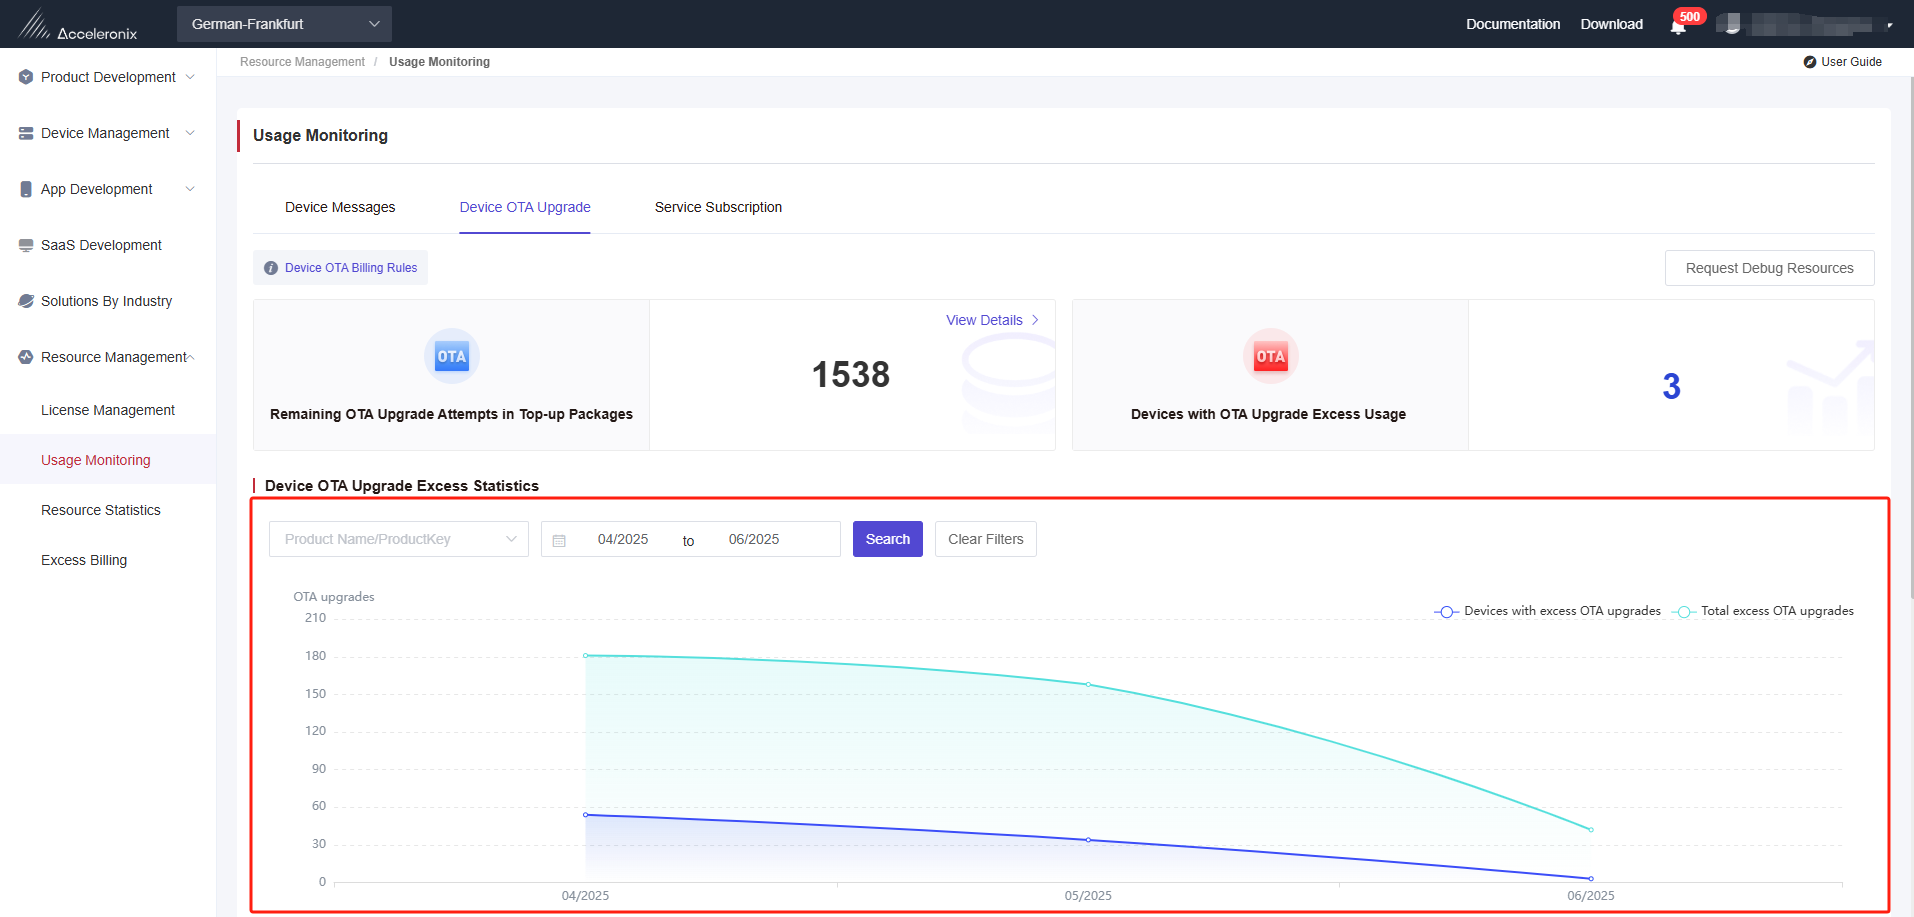 Acceleronix
German-Frankfurt
Documentation
Download
500
Product Development
Device Management
App Development
SaaS Development
Solutions By Industry
Resource Management
License Management
Usage Monitoring
Resource Statistics
Excess Billing
Resource Management / Usage Monitoring
User Guide
Usage Monitoring
Device Messages
Device OTA Upgrade
Service Subscription
i Device OTA Billing Rules
Request Debug Resources
OTA
Remaining OTA Upgrade Attempts in Top-up Packages
View Details
1538
OTA
Devices with OTA Upgrade Excess Usage
3
Device OTA Upgrade Excess Statistics
Product Name/ProductKey
04/2025 to 06/2025
Search
Clear Filters
OTA upgrades
Devices with excess OTA upgrades
Total excess OTA upgrades
210
180
150
120
90
60
30
0
04/2025
05/2025
06/2025